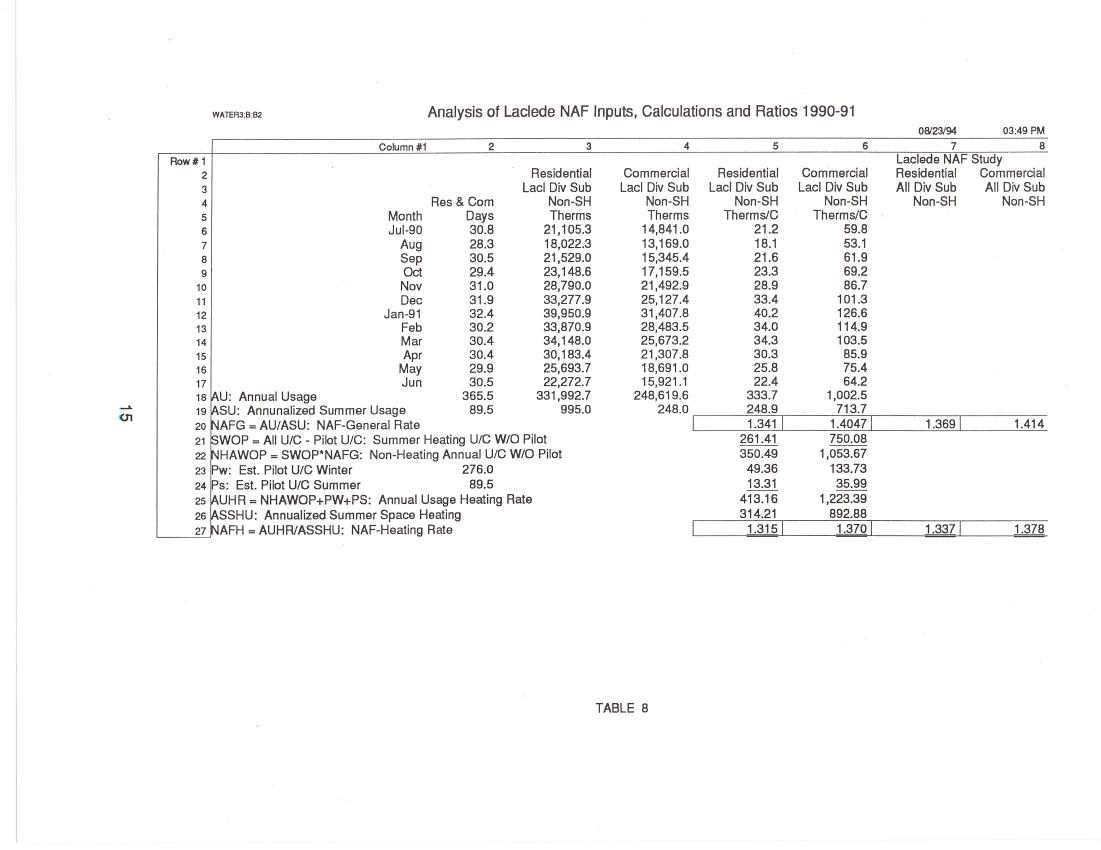 WATER3:B:B2 Analysis of Laclede NAF Inputs, Calculations and Ratios 1990-91
08/23/94 03:49 PM
Column #1 2 3 4 5 6 7 8
Row # 1 Laclede NAF Study
2 Residential Commercial Residential Commercial Residential Commercial
3 Lacl Div Sub Lacl Div Sub Lacl Div Sub Lacl Div Sub All Div Sub All Div Sub
4 Res & Com Non-SH Non-SH Non-SH Non-SH Non-SH Non-SH
5 Month Days Therms Therms Therms/C Therms/C
6 Jul-90 30.8 21,105.3 14,841.0 21.2 59.8
7 Aug 28.3 18,022.3 13,169.0 18.1 53.1
8 Sep 30.5 21,529.0 15,345.4 21.6 61.9
9 Oct 29.4 23,148.6 17,159.5 23.3 69.2
10 Nov 31.0 28,790.0 21,492.9 28.9 86.7
11 Dec 31.9 33,277.9 25,127.4 33.4 101.3
12 Jan-91 32.4 39,950.9 31,407.8 40.2 126.6
13 Feb 30.2 33,870.9 28,483.5 34.0 114.9
14 Mar 30.4 34,148.0 25,673.2 34.3 103.5
15 Apr 30.4 30,183.4 21,307.8 30.3 85.9
16 May 29.9 25,693.7 18,691.0 25.8 75.4
17 Jun 30.5 22,272.7 15,921.1 22.4 64.2
18 AU: Annual Usage 365.5 331,992.7 248,619.6 333.7 1,002.5
19 ASU: Annunalized Summer Usage 89.5 995.0 248.0 248.9 713.7
20 NAFG = AU/ASU: NAF-General Rate 1.341 1.4047 1.369 1.414
21 SWOP = All U/C - Pilot U/C: Summer Heating U/C W/O Pilot 261.41 750.08
22 NHAWOP = SWOP*NAFG: Non-Heating Annual U/C W/O Pilot 350.49 1,053.67
23 Pw: Est. Pilot U/C Winter 276.0 49.36 133.73
24 Ps: Est. Pilot U/C Summer 89.5 13.31 35.99
25 AUHR = NHAWOP+PW+PS: Annual Usage Heating Rate 413.16 1,223.39
26 ASSHU: Annualized Summer Space Heating 314.21 892.88
27 NAFH = AUHR/ASSHU: NAF-Heating Rate 1.315 1.370 1.337 1.378
15
TABLE 8